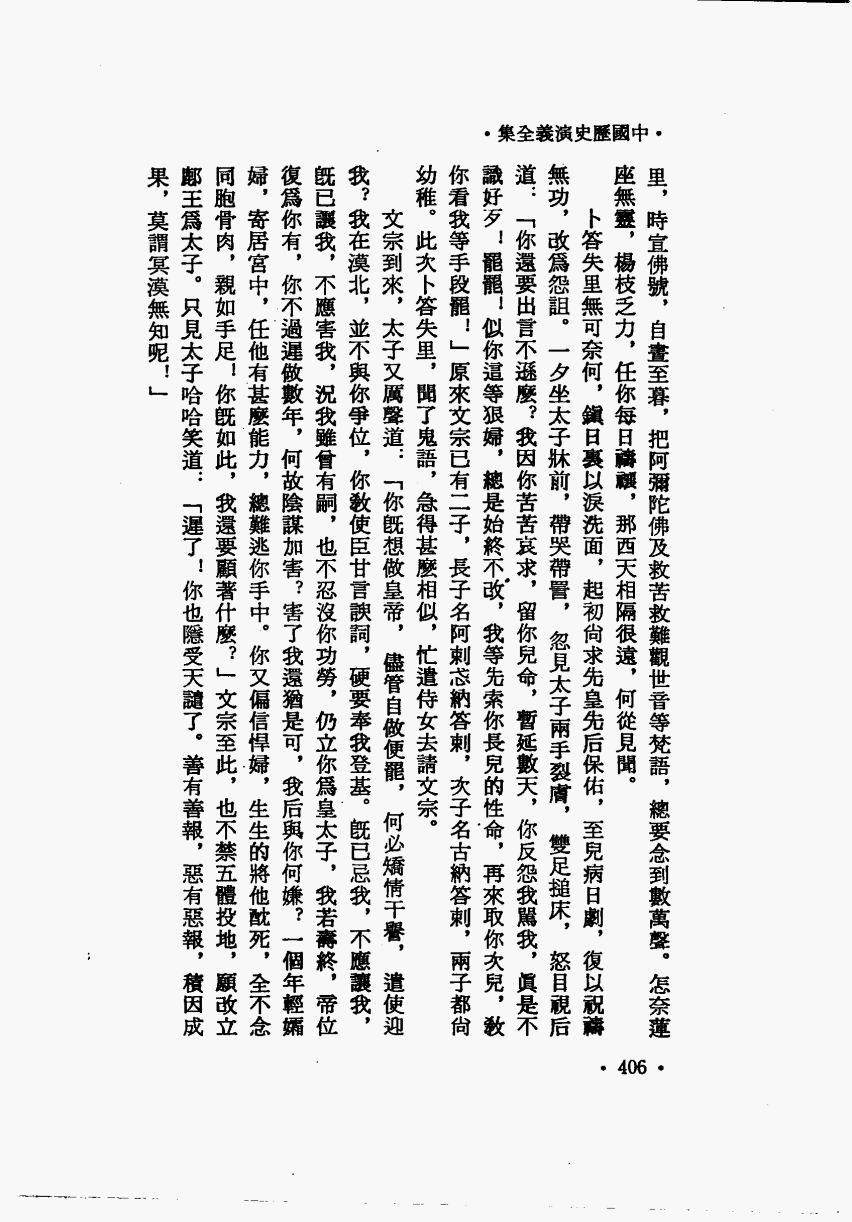 •中國歷史演義全集•
里，時宣佛號，自晝至暮，把阿彌陀佛及救苦救難觀世音等梵語，總要念到數萬聲。怎奈蓮
座無靈，楊枝乏力，任你每日禱禳，那西天相隔很遠，何從見聞。
卜答失里無可奈何，鎭日裏以淚洗面，起初尙求先皇先后保佑，至兒病日劇，復以祝禱
無功，改爲怨詛。一夕坐太子牀前，帶哭帶詈，忽見太子兩手裂膚，雙足搥床，怒目視后
道：「你還要出言不遜麼？我因你苦苦哀求，留你兒命，暫延數天，你反怨我駡我，眞是不
識好歹！罷罷！似你這等狠婦，總是始終不改，我等先索你長兒的性命，再來取你次兒，敎
你看我等手段罷！」原來文宗已有二子，長子名阿剌忒納答剌，次子名古納答剌，兩子都尙
幼稚。此次卜答失里，聞了鬼語，急得甚麼相似，忙遣侍女去請文宗。
文宗到來，太子又厲聲道：「你旣想做皇帝，儘管自做便罷，何必矯情干譽，遣使迎
我？我在漠北，並不與你爭位，你敎使臣甘言諛詞，硬要奉我登基。旣已忌我，不應讓我，
旣已讓我，不應害我，況我雖曾有嗣，也不忍沒你功勞，仍立你爲皇太子，我若壽終，帝位
復爲你有，你不過遲做數年，何故陰謀加害？害了我還猶是可，我后與你何嫌？一個年輕孀
婦，寄居宮中，任他有甚麼能力，總難逃你手中。你又偏信悍婦，生生的將他酖死，全不念
同胞骨肉，親如手足！你旣如此，我還要顧著什麼？」文宗至此，也不禁五體投地，願改立
鄜王爲太子。只見太子哈哈笑道：「遲了！你也隱受天譴了。善有善報，惡有惡報，積因成
果，莫謂冥漠無知呢！」
•406•